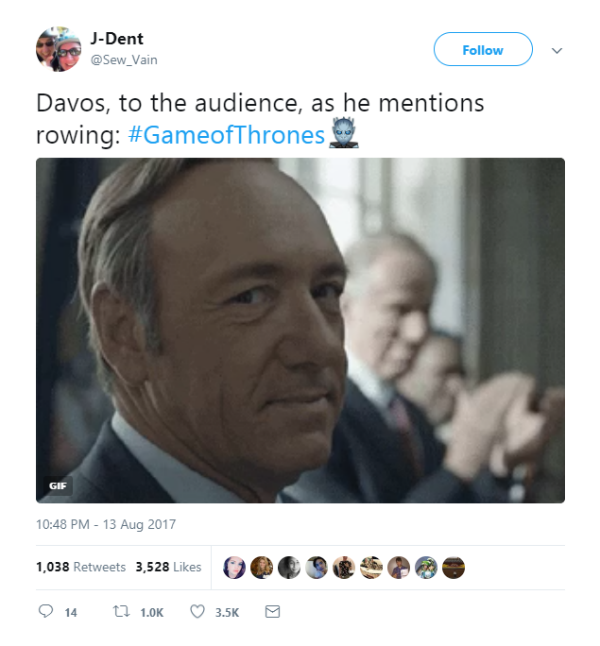 J-Dent
@Sew_Vain
Follow
Davos, to the audience, as he mentions
rowing: #GameofThrones
GIF
10:48 PM - 13 Aug 2017
1,038 Retweets 3,528 Likes
14 1.0K 3.5K